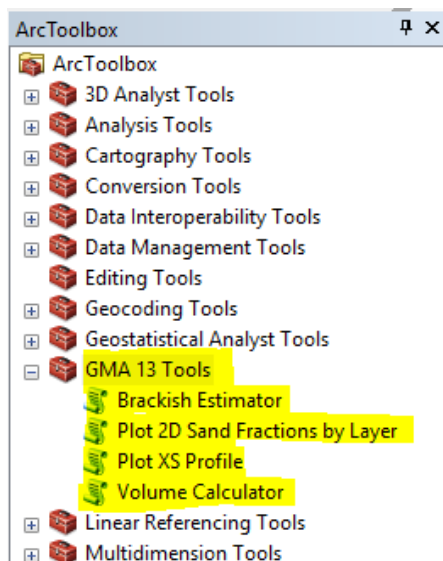 ArcToolbox
ArcToolbox
3D Analyst Tools
Analysis Tools
Cartography Tools
Conversion Tools
Data Interoperability Tools
Data Management Tools
Editing Tools
Geocoding Tools
Geostatistical Analyst Tools
GMA 13 Tools
Brackish Estimator
Plot 2D Sand Fractions by Layer
Plot XS Profile
Volume Calculator
Linear Referencing Tools
Multidimension Tools